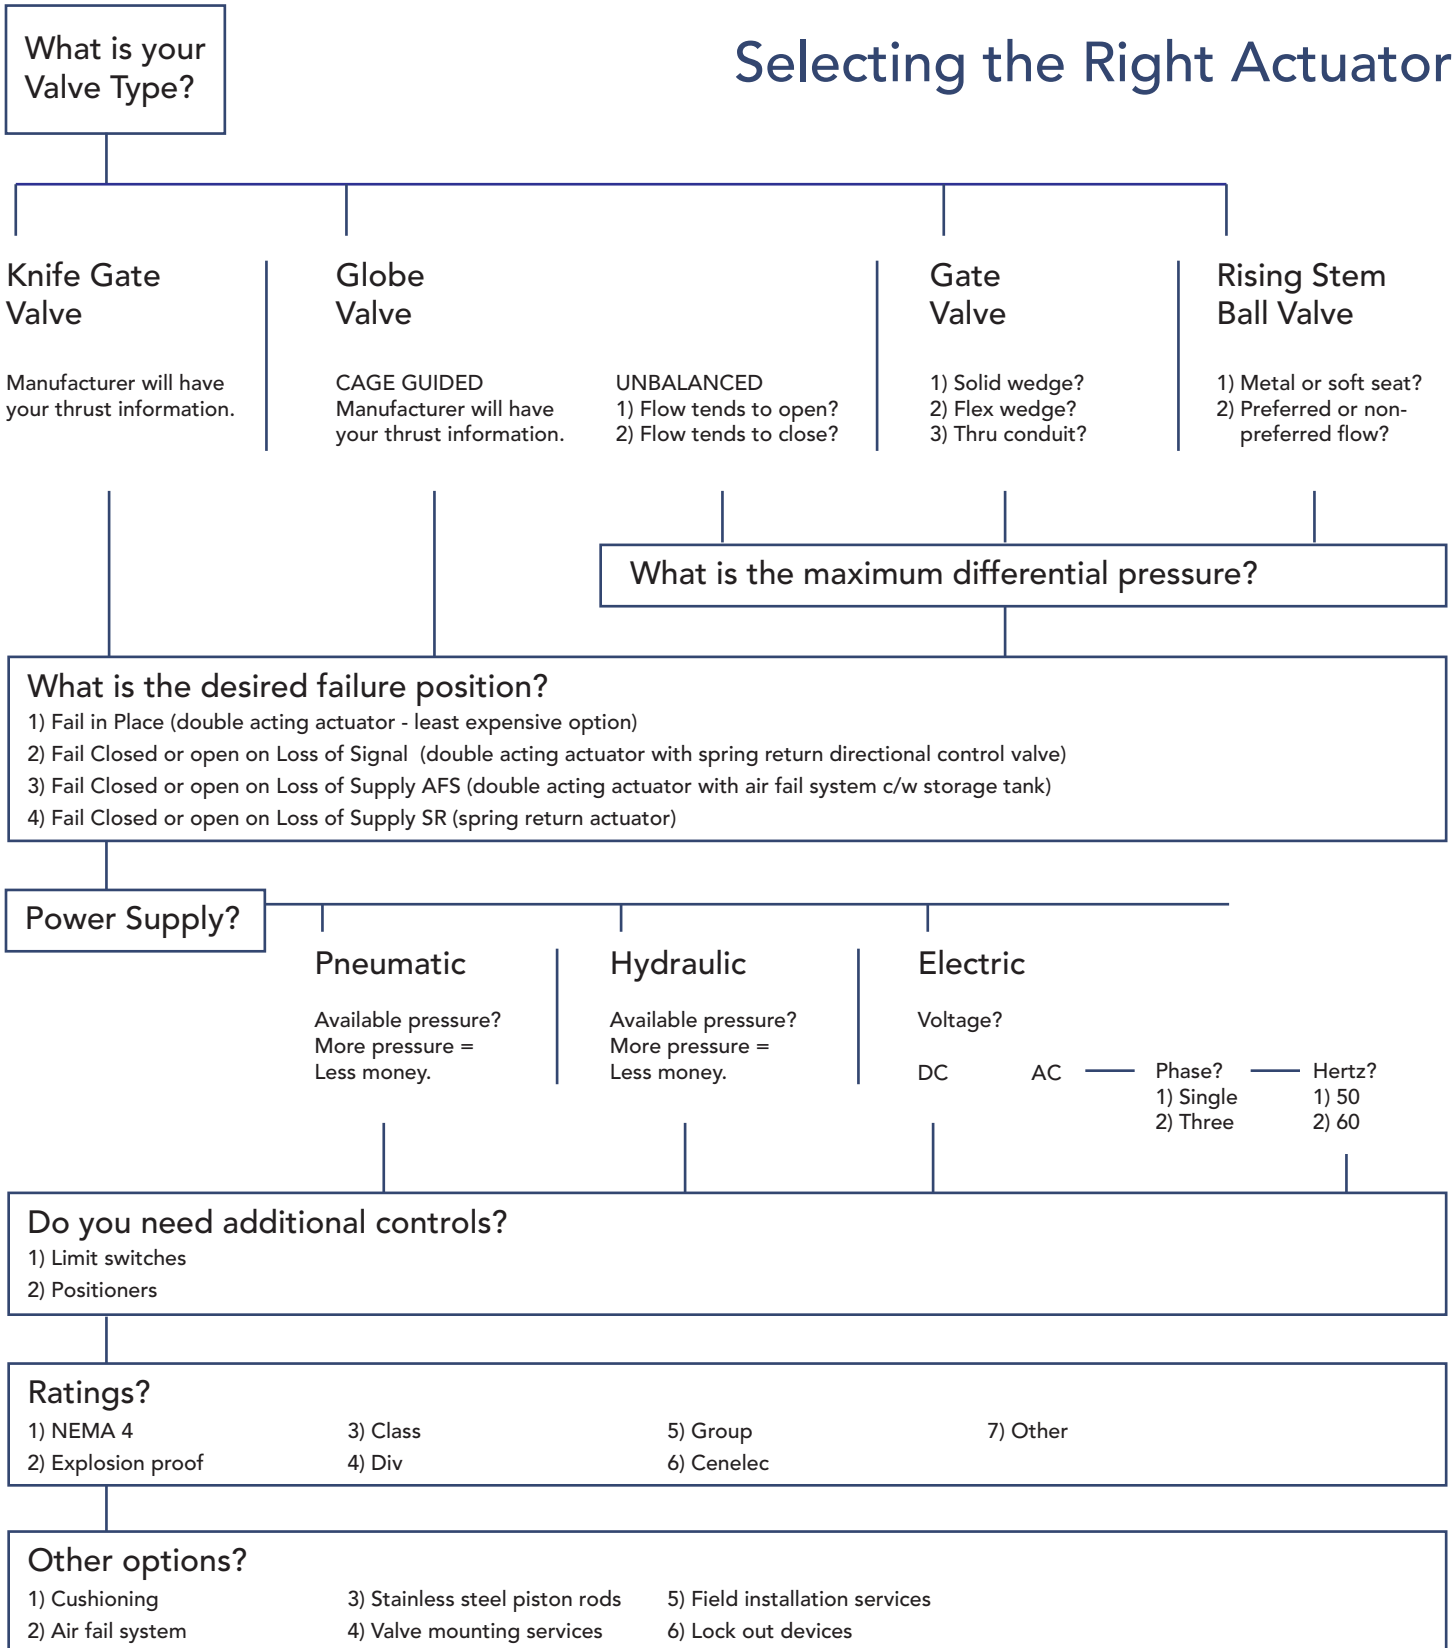 What is your
Valve Type?
Selecting the Right Actuator
Knife Gate
Valve
Manufacturer will have
your thrust information.
Globe
Valve
CAGE GUIDED
Manufacturer will have
your thrust information.
UNBALANCED
1) Flow tends to open?
2) Flow tends to close?
Gate
Valve
1) Solid wedge?
2) Flex wedge?
3) Thru conduit?
Rising Stem
Ball Valve
1) Metal or soft seat?
2) Preferred or non-
preferred flow?
What is the maximum differential pressure?
What is the desired failure position?
1) Fail in Place (double acting actuator - least expensive option)
2) Fail Closed or open on Loss of Signal  (double acting actuator with spring return directional control valve)
3) Fail Closed or open on Loss of Supply AFS (double acting actuator with air fail system c/w storage tank)
4) Fail Closed or open on Loss of Supply SR (spring return actuator)
Power Supply?
Pneumatic
Available pressure?
More pressure =
Less money.
Hydraulic
Available pressure?
More pressure =
Less money.
Electric
Voltage?
DC
AC
Phase?
1) Single
2) Three
Hertz?
1) 50
2) 60
Do you need additional controls?
1) Limit switches
2) Positioners
Ratings?
1) NEMA 4
2) Explosion proof
3) Class
4) Div
5) Group
6) Cenelec
7) Other
Other options?
1) Cushioning
2) Air fail system
3) Stainless steel piston rods
4) Valve mounting services
5) Field installation services
6) Lock out devices